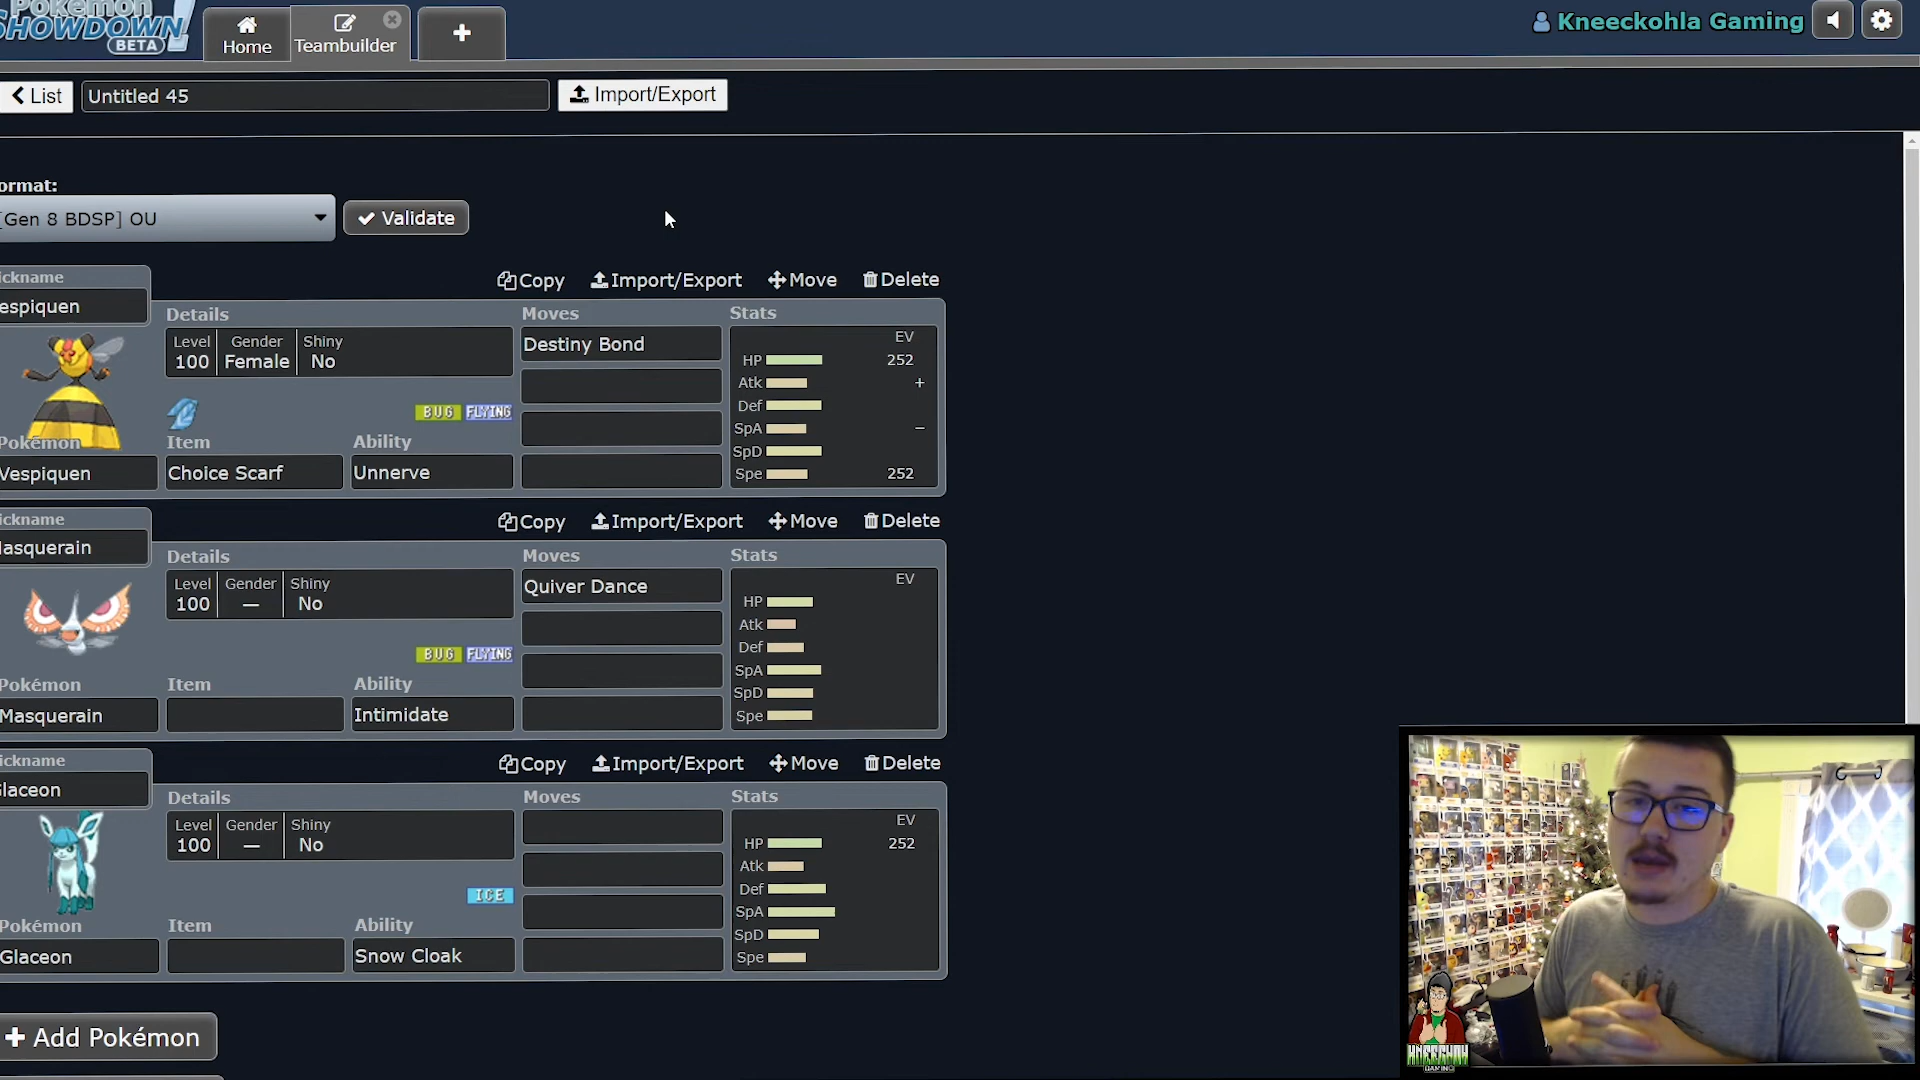 Pokémon
SHOWDOWN!
BETA
Home
Teambuilder
+
Kneeckohla Gaming
List
Untitled 45
Import/Export
ormat:
[Gen 8 BDSP] OU
Validate
ickname
espiquen
Copy
Import/Export
Move
Delete
Details
Moves
Stats
Level
100
Gender
Female
Shiny
No
Destiny Bond
EV
HP 252
Atk +
Def
SpA −
SpD
Spe 252
BUG FLYING
Pokémon
Item
Ability
Vespiquen
Choice Scarf
Unnerve
ickname
asquerain
Copy
Import/Export
Move
Delete
Details
Moves
Stats
Level
100
Gender
—
Shiny
No
Quiver Dance
EV
HP
Atk
Def
SpA
SpD
Spe
BUG FLYING
Pokémon
Item
Ability
Masquerain
Intimidate
ickname
laceon
Copy
Import/Export
Move
Delete
Details
Moves
Stats
Level
100
Gender
—
Shiny
No
EV
HP 252
Atk
Def
SpA
SpD
Spe
ICE
Pokémon
Item
Ability
Glaceon
Snow Cloak
+ Add Pokémon
GAMING